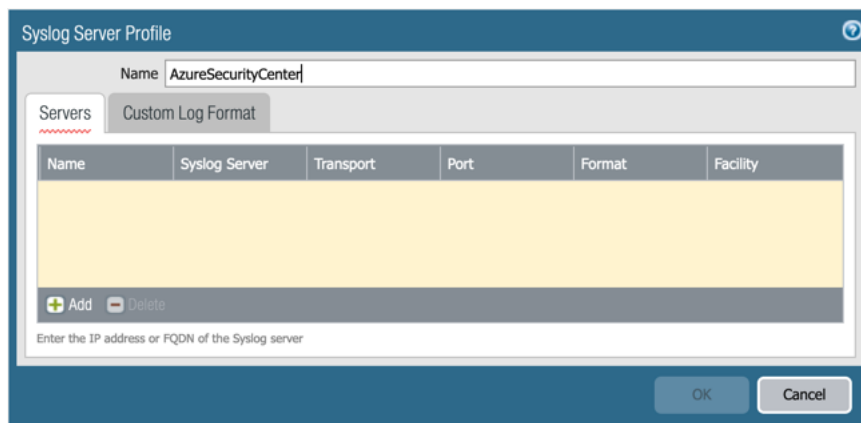 Syslog Server Profile
Name AzureSecurityCenter
Servers Custom Log Format
Name Syslog Server Transport Port Format Facility
Add Delete
Enter the IP address or FQDN of the Syslog server
OK Cancel